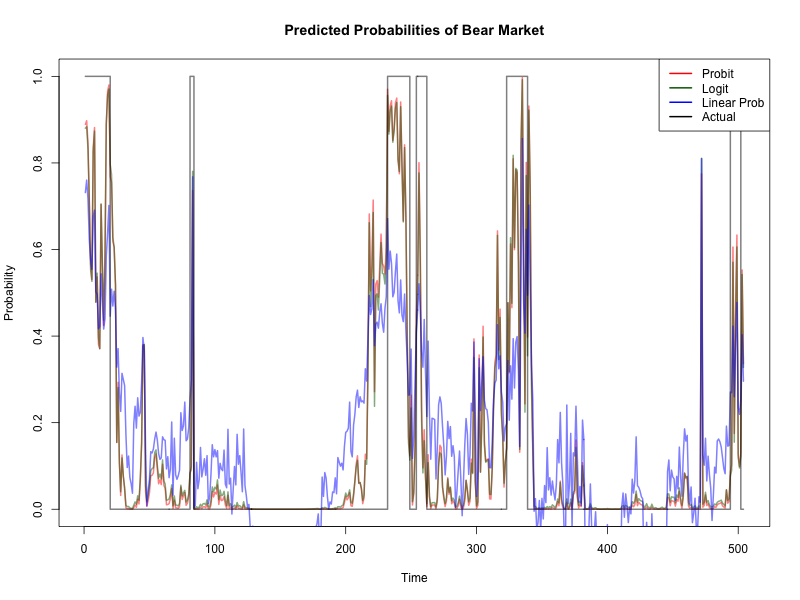 Predicted Probabilities of Bear Market
Probit
Logit
Linear Prob
Actual
1.0
0.8
0.6
0.4
0.2
0.0
Probability
0 100 200 300 400 500
Time